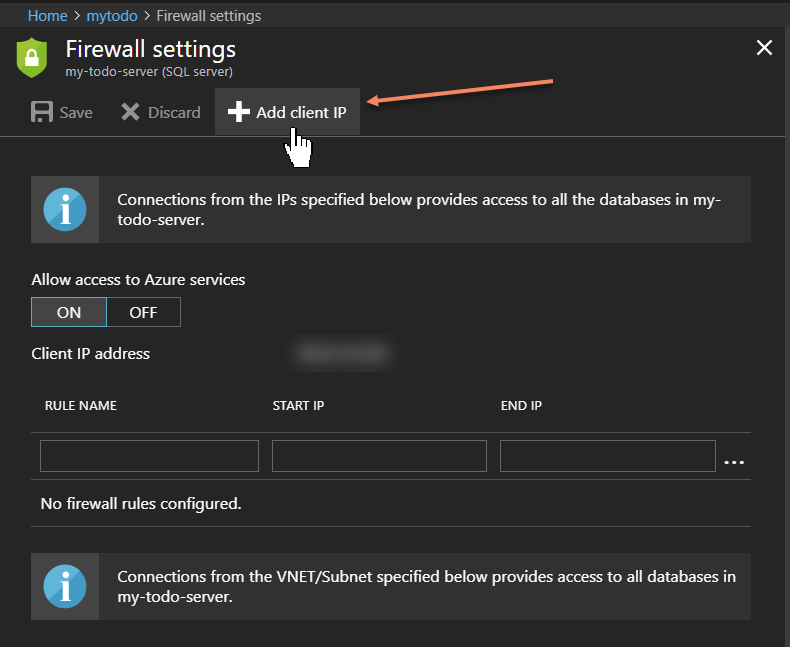 Home > mytodo > Firewall settings
Firewall settings
my-todo-server (SQL server)
Save Discard Add client IP
Connections from the IPs specified below provides access to all the databases in my-
todo-server.
Allow access to Azure services
ON OFF
Client IP address
RULE NAME START IP END IP
...
No firewall rules configured.
Connections from the VNET/Subnet specified below provides access to all databases in
my-todo-server.